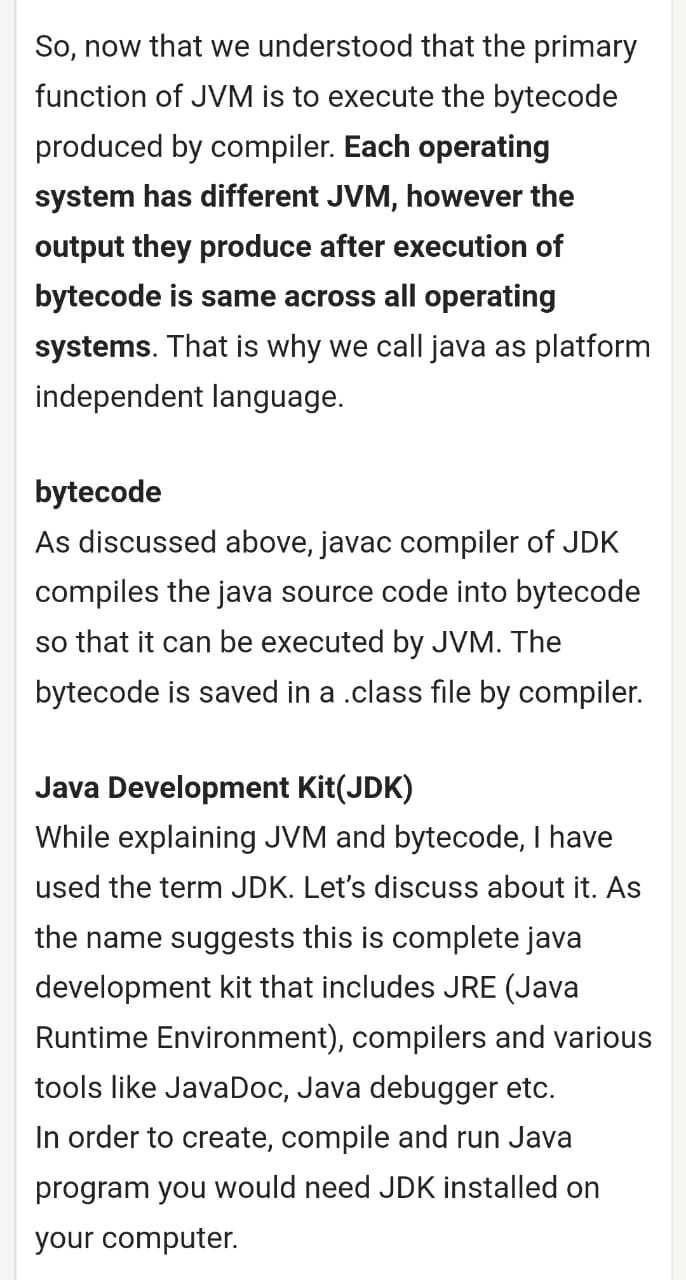 So, now that we understood that the primary
function of JVM is to execute the bytecode
produced by compiler. Each operating
system has different JVM, however the
output they produce after execution of
bytecode is same across all operating
systems. That is why we call java as platform
independent language.
bytecode
As discussed above, javac compiler of JDK
compiles the java source code into bytecode
so that it can be executed by JVM. The
bytecode is saved in a .class file by compiler.
Java Development Kit(JDK)
While explaining JVM and bytecode, I have
used the term JDK. Let’s discuss about it. As
the name suggests this is complete java
development kit that includes JRE (Java
Runtime Environment), compilers and various
tools like JavaDoc, Java debugger etc.
In order to create, compile and run Java
program you would need JDK installed on
your computer.